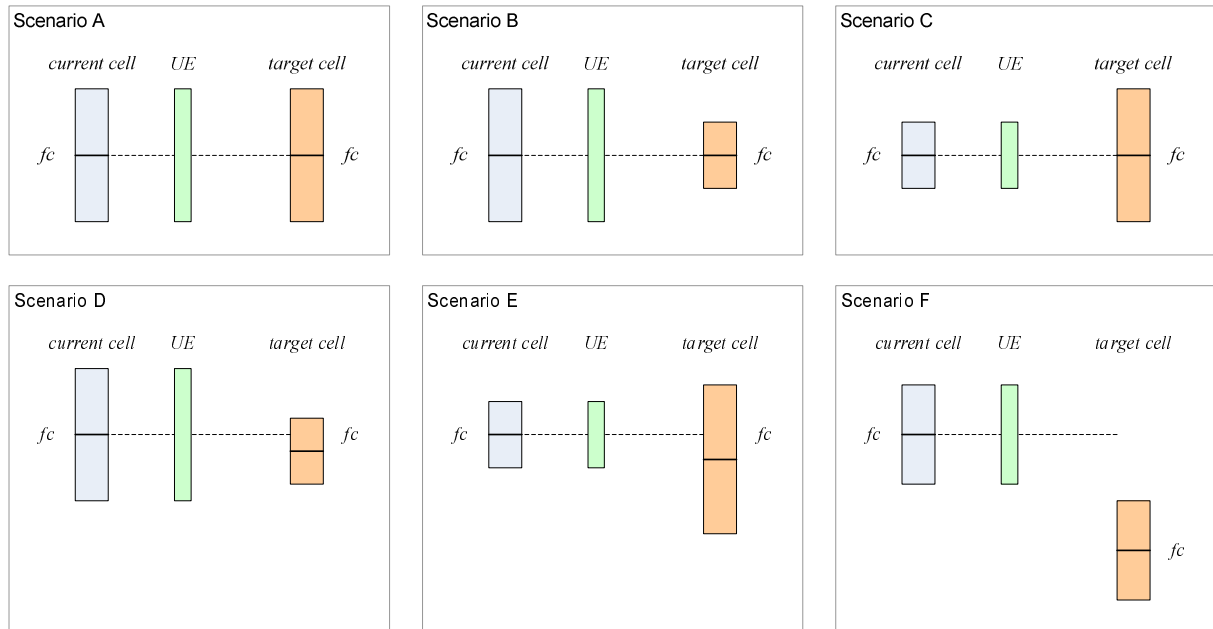 Scenario A
current cell UE target cell
fc fc
Scenario B
current cell UE target cell
fc fc
Scenario C
current cell UE target cell
fc fc
Scenario D
current cell UE target cell
fc fc
Scenario E
current cell UE target cell
fc fc
Scenario F
current cell UE target cell
fc
fc